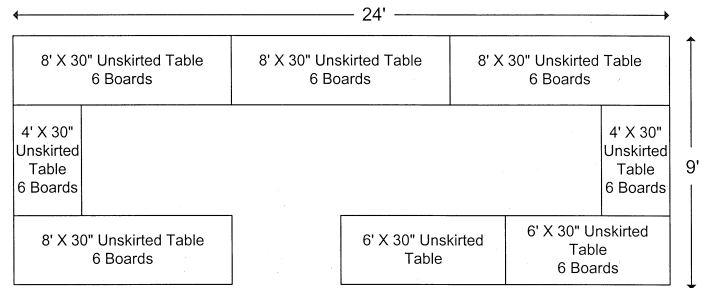 24'
8' X 30" Unskirted Table
6 Boards
8' X 30" Unskirted Table
6 Boards
8' X 30" Unskirted Table
6 Boards
4' X 30"
Unskirted
Table
6 Boards
4' X 30"
Unskirted
Table
6 Boards
9'
8' X 30" Unskirted Table
6 Boards
6' X 30" Unskirted
Table
6' X 30" Unskirted
Table
6 Boards